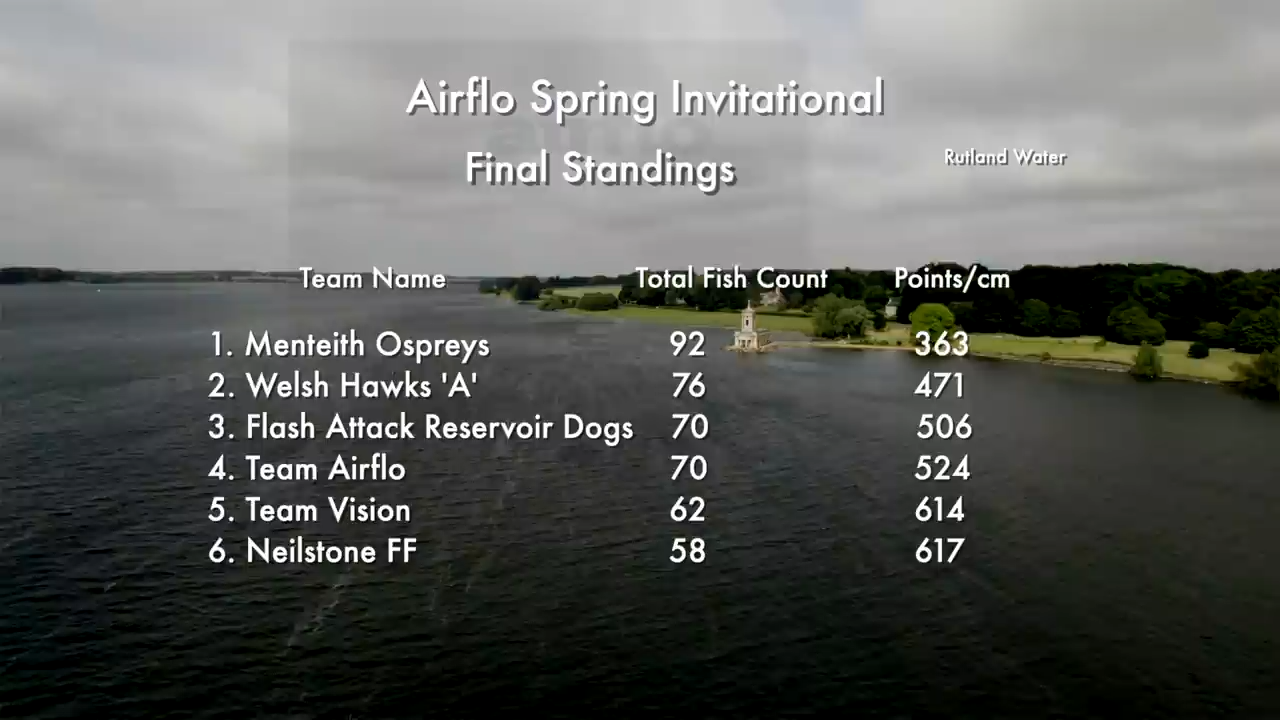 Airflo Spring Invitational
Final Standings
Rutland Water
Team Name Total Fish Count Points/cm
1. Menteith Ospreys 92 363
2. Welsh Hawks 'A' 76 471
3. Flash Attack Reservoir Dogs 70 506
4. Team Airflo 70 524
5. Team Vision 62 614
6. Neilstone FF 58 617